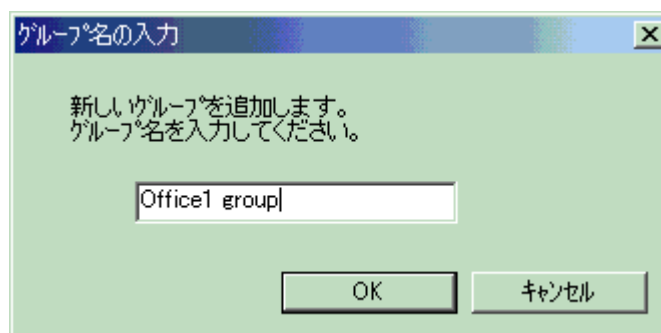 ｸﾞﾙｰﾌﾟ名の入力
新しいｸﾞﾙｰﾌﾟを追加します。
ｸﾞﾙｰﾌﾟ名を入力してください。
Office1 group
OK
ｷｬﾝｾﾙ